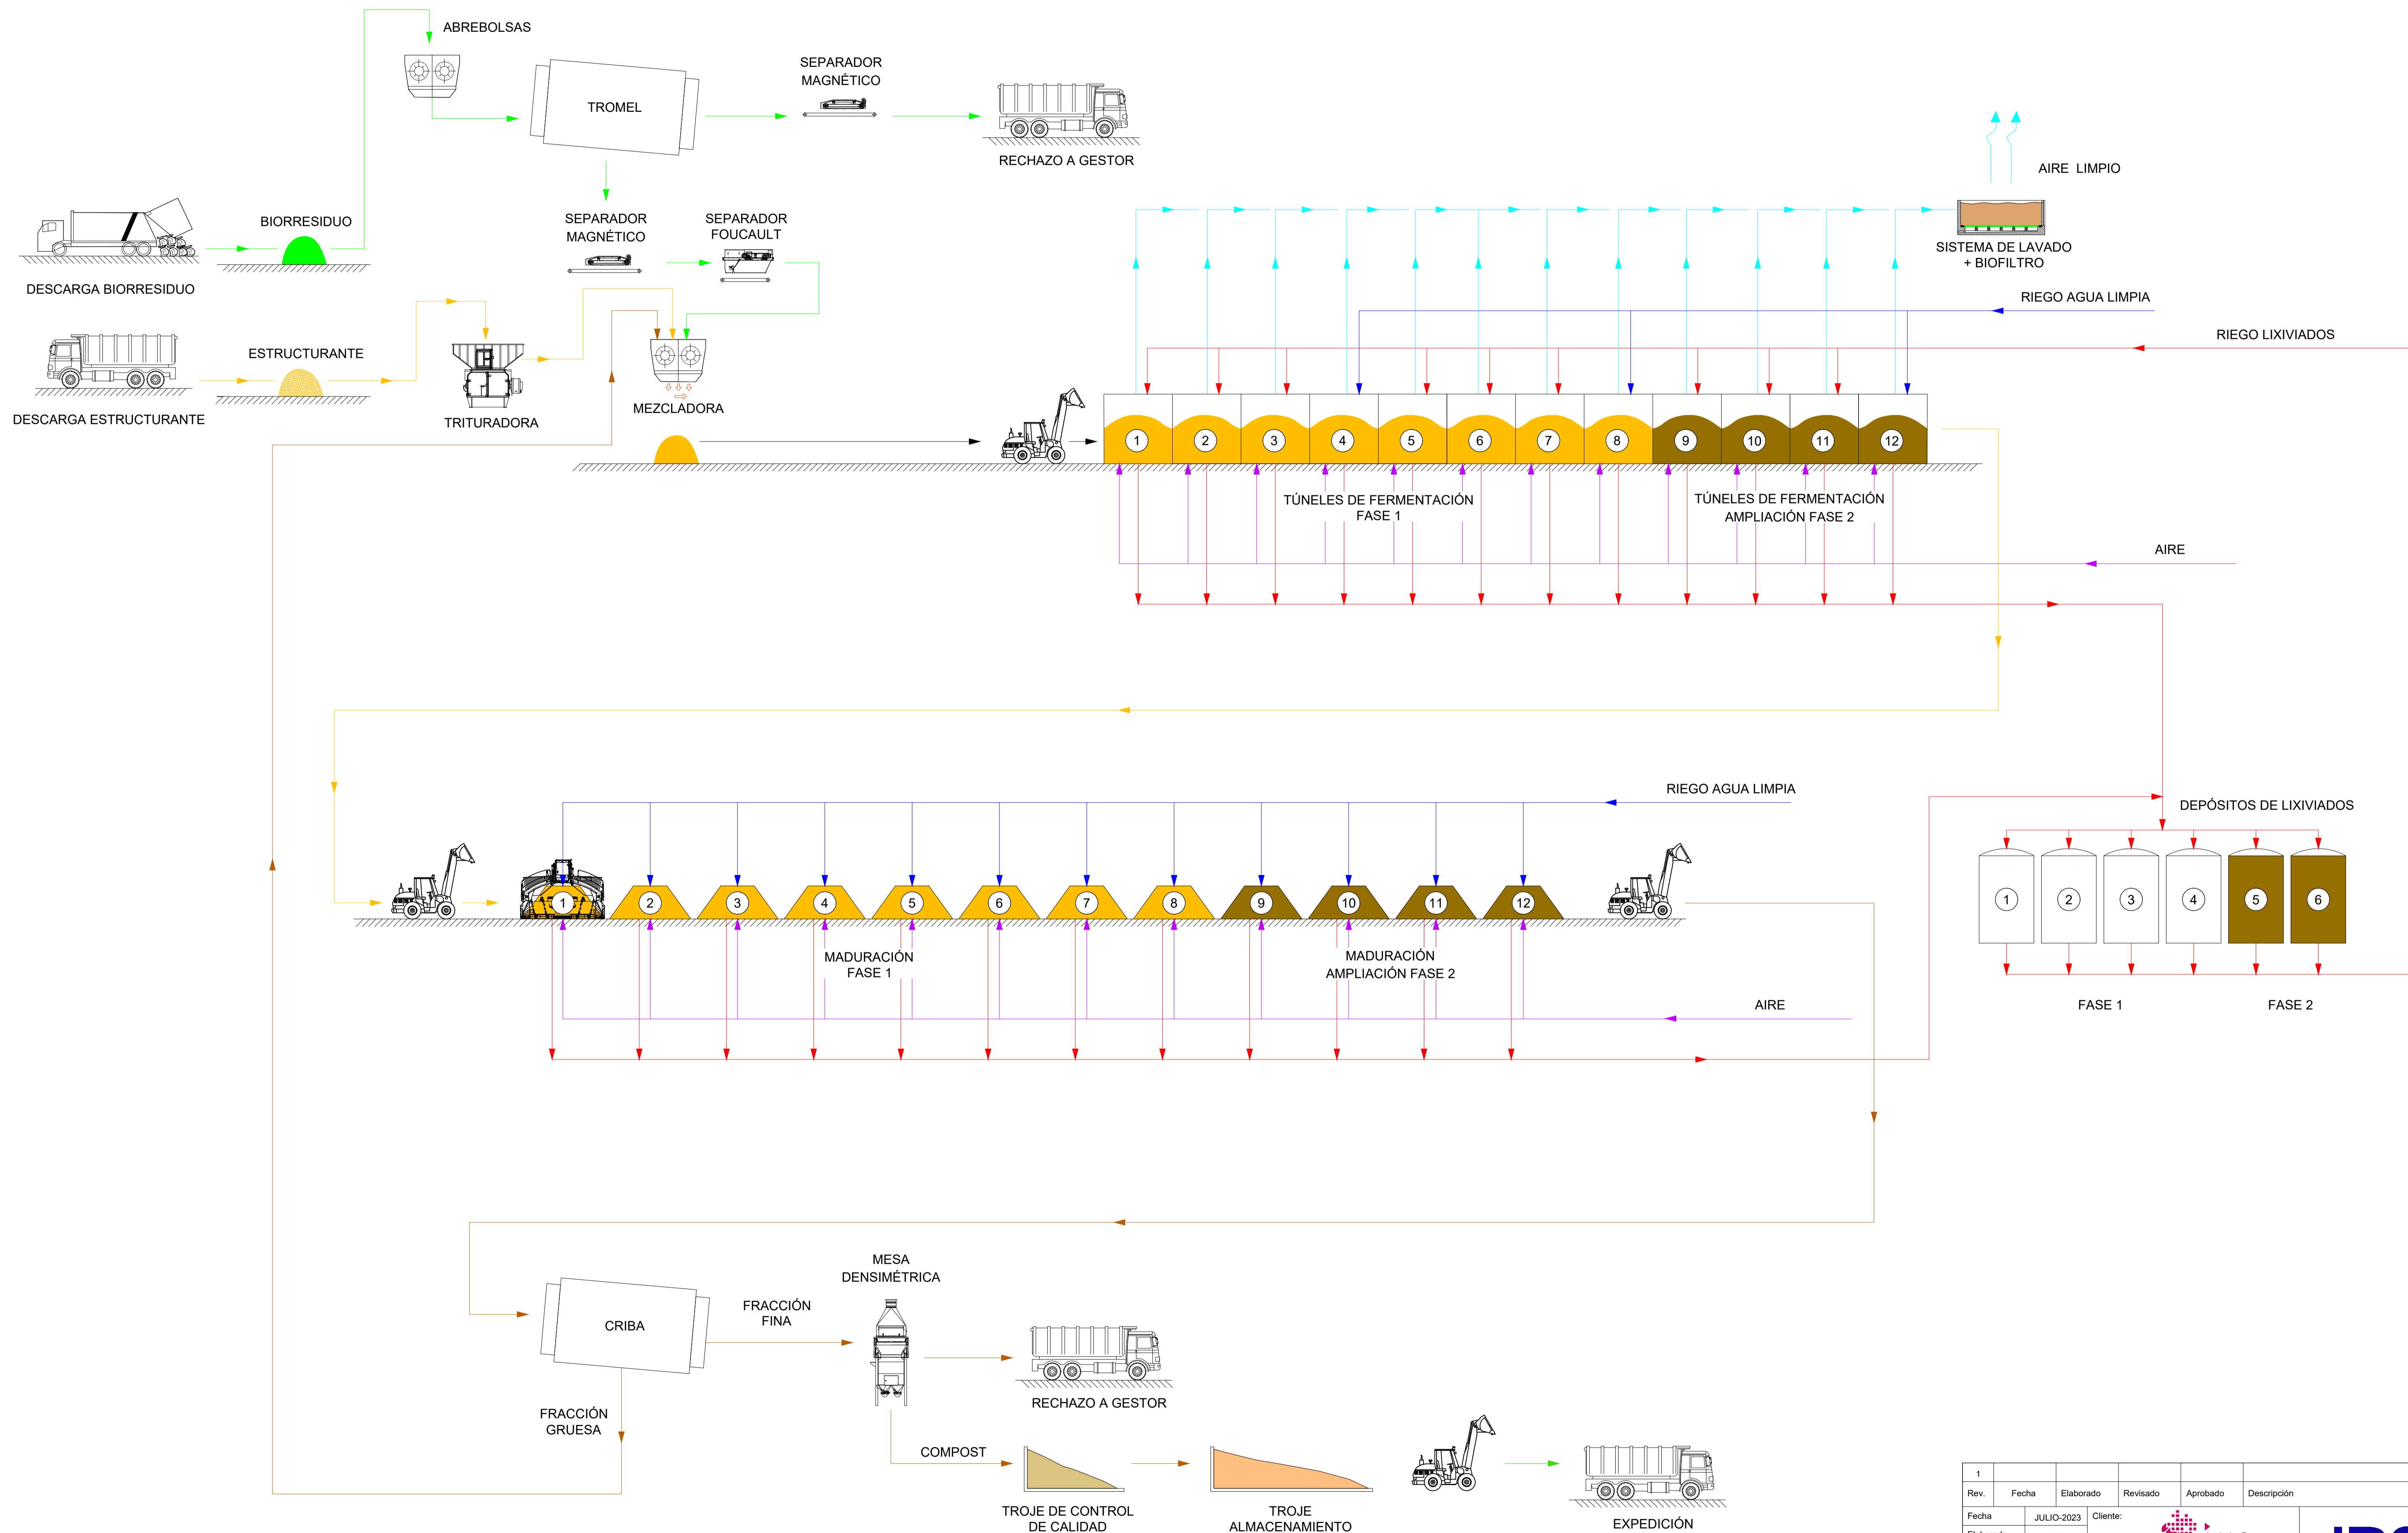 ABREBOLSAS
TROMEL
SEPARADOR
MAGNÉTICO
RECHAZO A GESTOR
AIRE LIMPIO
SISTEMA DE LAVADO
+ BIOFILTRO
BIORRESIDUO
DESCARGA BIORRESIDUO
SEPARADOR
MAGNÉTICO
SEPARADOR
FOUCAULT
RIEGO AGUA LIMPIA
RIEGO LIXIVIADOS
ESTRUCTURANTE
DESCARGA ESTRUCTURANTE
TRITURADORA
MEZCLADORA
1 2 3 4 5 6 7 8 9 10 11 12
TÚNELES DE FERMENTACIÓN
FASE 1
TÚNELES DE FERMENTACIÓN
AMPLIACIÓN FASE 2
AIRE
RIEGO AGUA LIMPIA
DEPÓSITOS DE LIXIVIADOS
1 2 3 4 5 6 7 8 9 10 11 12
1 2 3 4 5 6
MADURACIÓN
FASE 1
MADURACIÓN
AMPLIACIÓN FASE 2
AIRE
FASE 1
FASE 2
MESA
DENSIMÉTRICA
CRIBA
FRACCIÓN
FINA
RECHAZO A GESTOR
FRACCIÓN
GRUESA
COMPOST
TROJE DE CONTROL
DE CALIDAD
TROJE
ALMACENAMIENTO
EXPEDICIÓN
1
Rev. Fecha Elaborado Revisado Aprobado Descripción
Fecha JULIO-2023 Cliente: